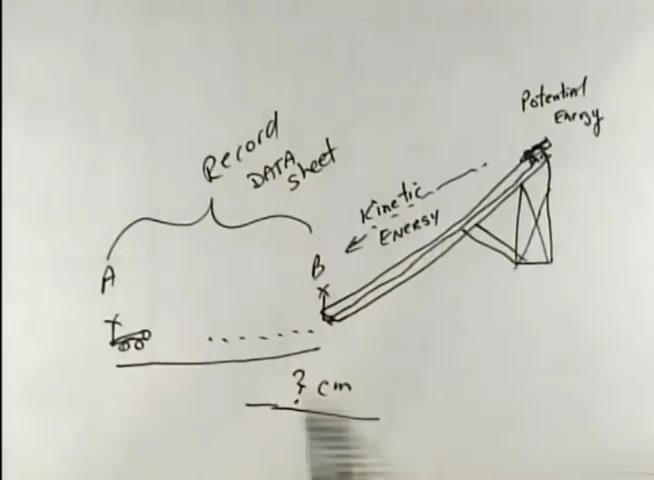 Potential
Energy
Record
DATA
Sheet
Kinetic
ENERGY
A
B
X
X
? cm